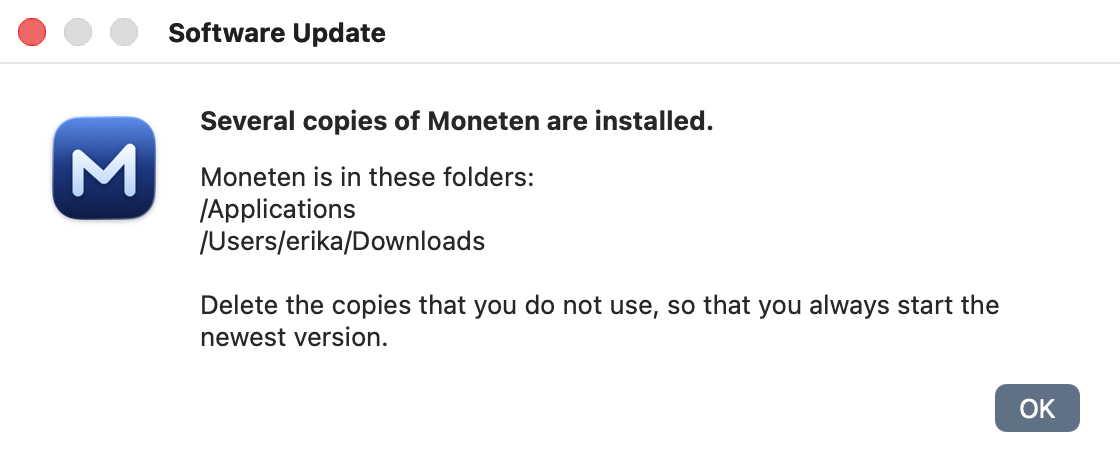 Software Update
M
Several copies of Moneten are installed.
Moneten is in these folders:
/Applications
/Users/erika/Downloads
Delete the copies that you do not use, so that you always start the
newest version.
OK